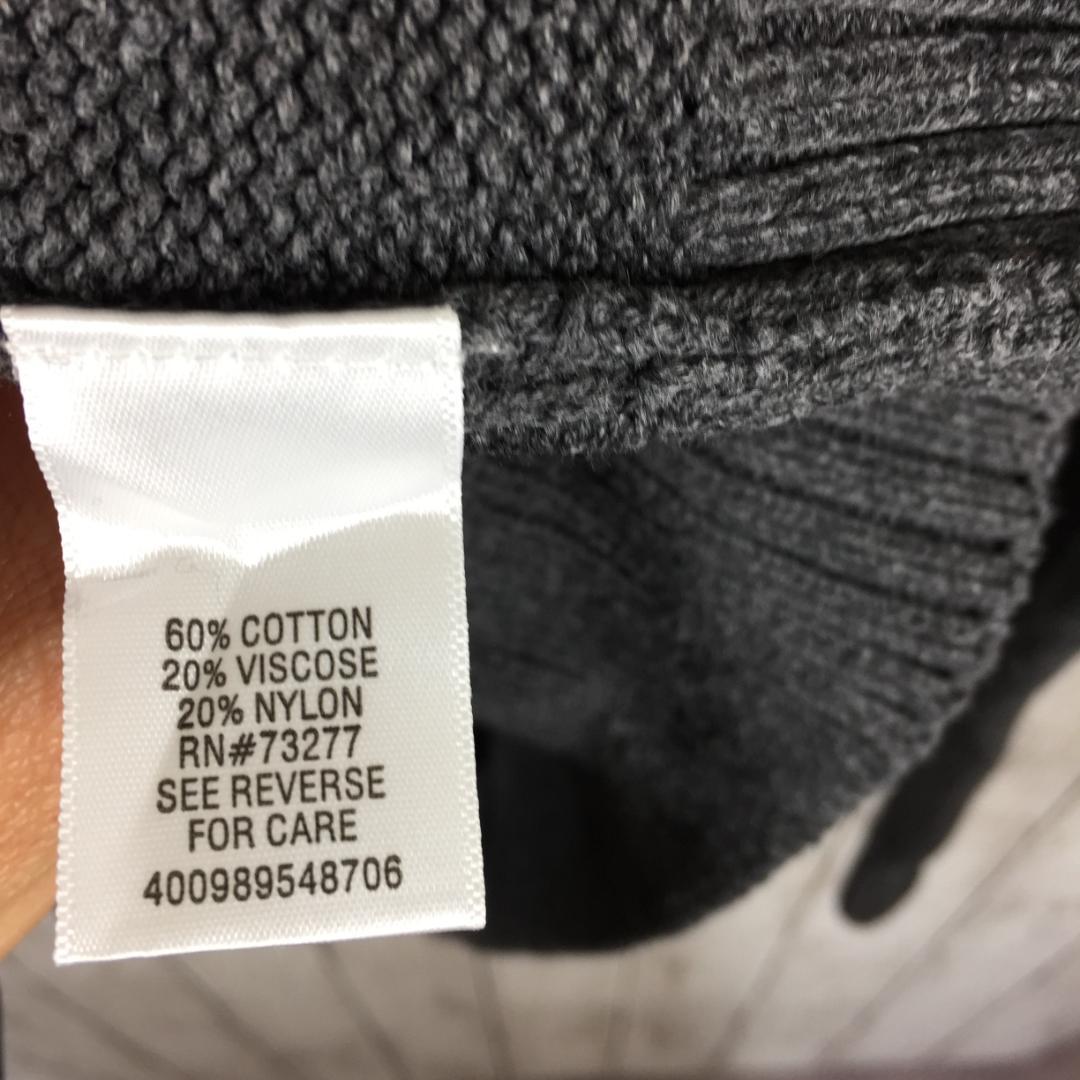 60% COTTON
20% VISCOSE
20% NYLON
RN#73277
SEE REVERSE
FOR CARE
400989548706